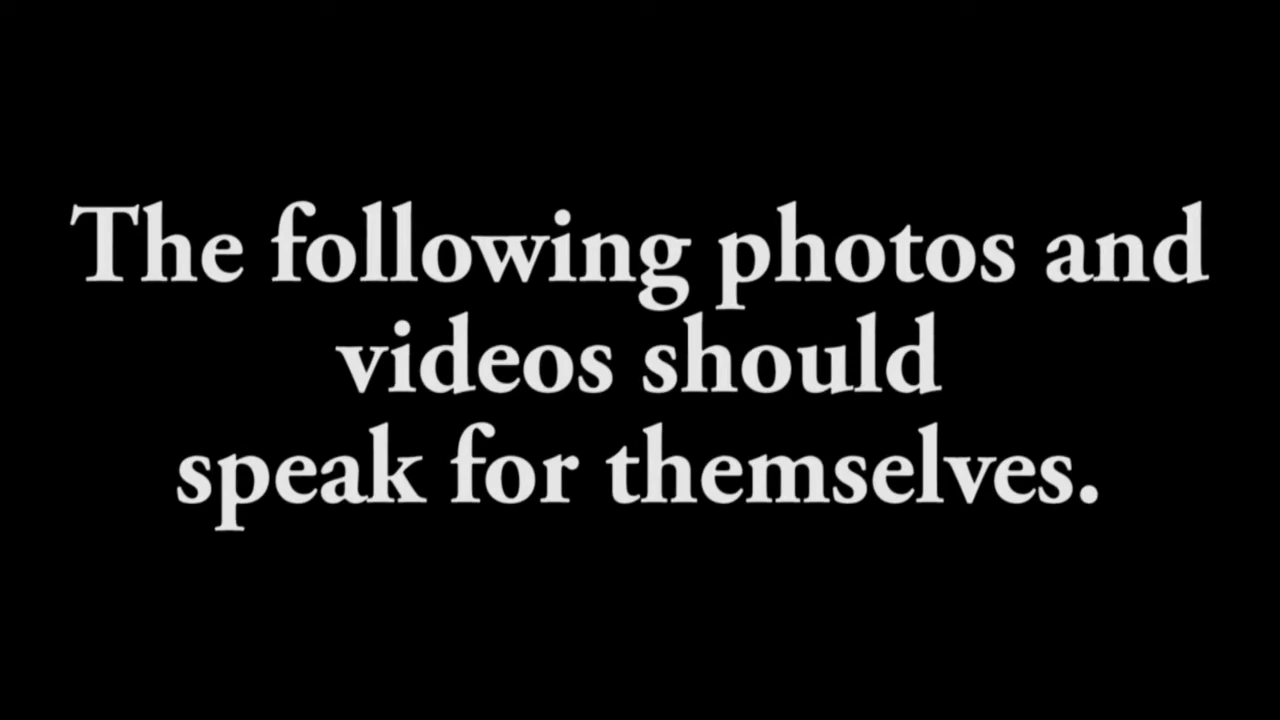 The following photos and
videos should
speak for themselves.